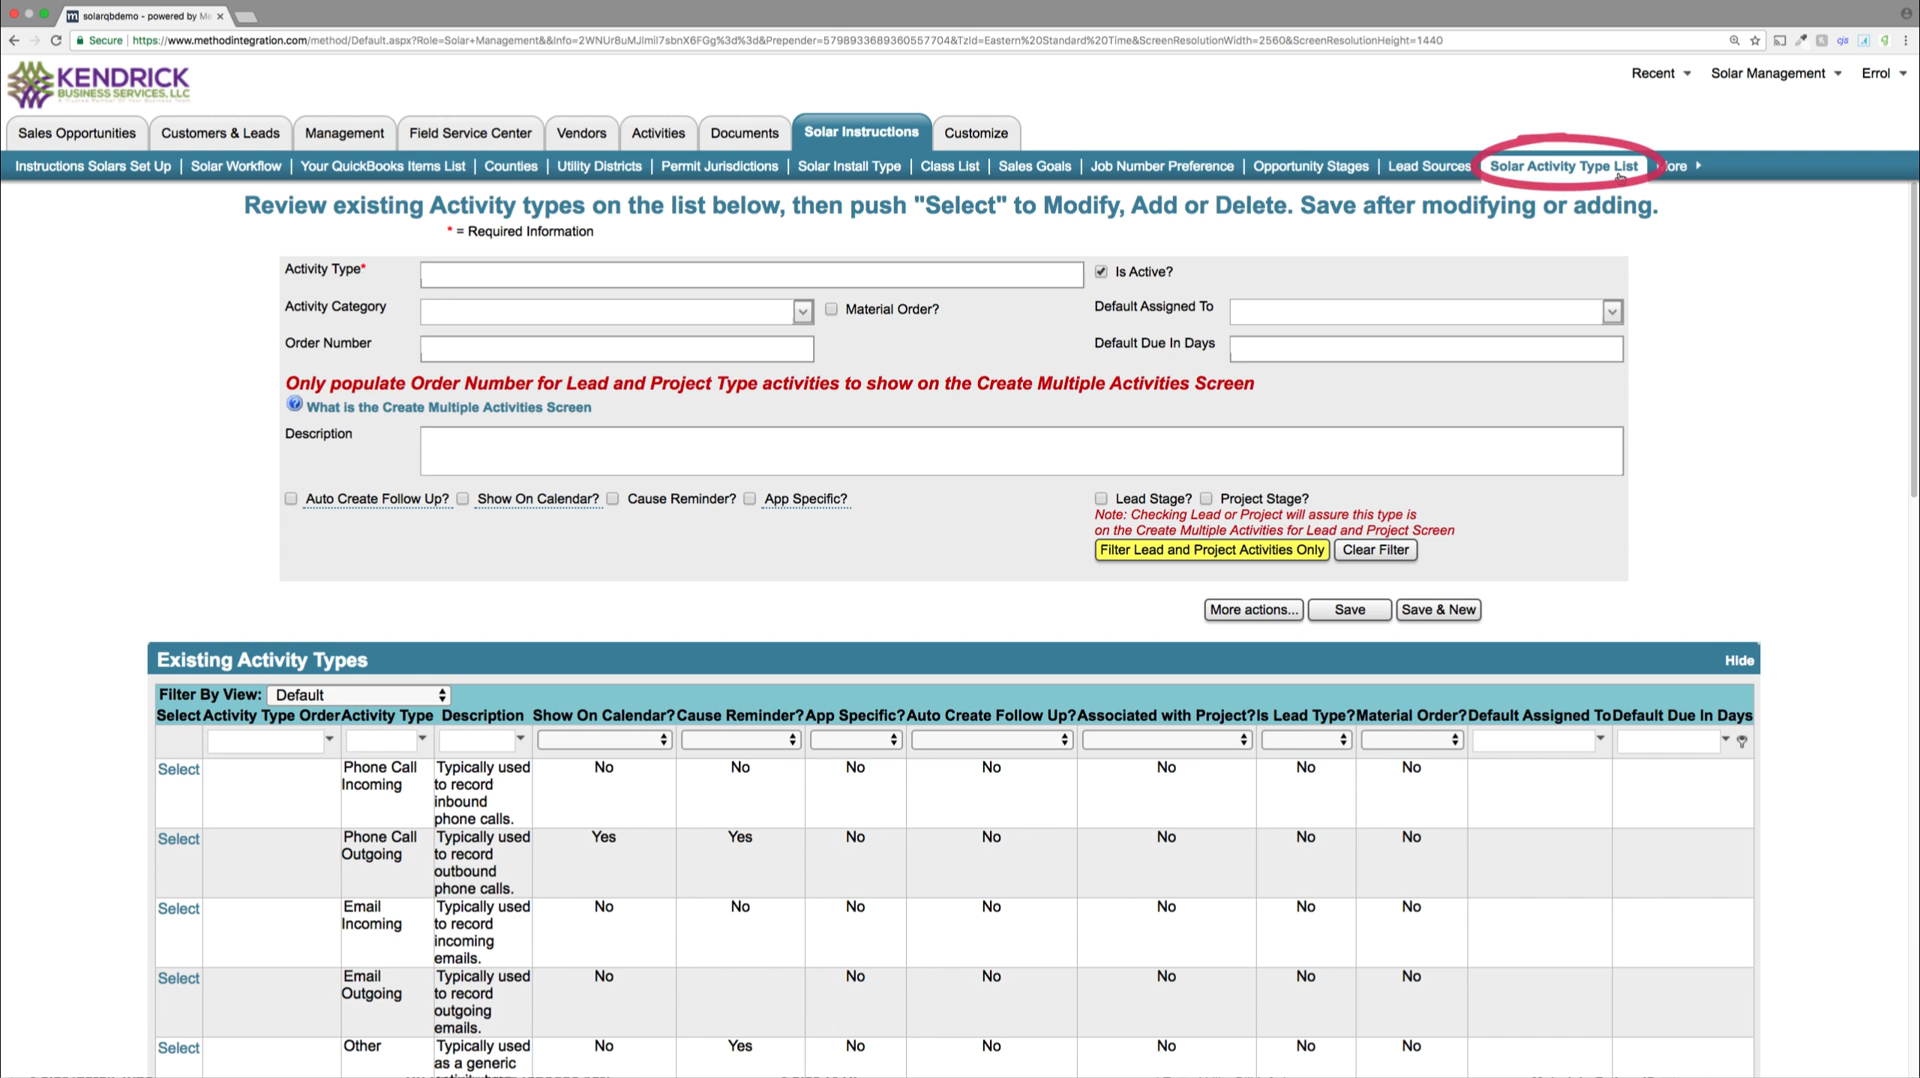 solarqbdemo - powered by Me
Secure | https://www.methodintegration.com/method/Default.aspx?Role=Solar+Management&&Info=2WNUr8uMJlmiI7sbnX6FGg%3d%3d&Prepender=5798933689360557704&TzId=Eastern%20Standard%20Time&ScreenResolutionWidth=2560&ScreenResolutionHeight=1440
KENDRICK
BUSINESS SERVICES, LLC
Recent Solar Management Errol
Sales Opportunities Customers & Leads Management Field Service Center Vendors Activities Documents Solar Instructions Customize
Instructions Solars Set Up | Solar Workflow | Your QuickBooks Items List | Counties | Utility Districts | Permit Jurisdictions | Solar Install Type | Class List | Sales Goals | Job Number Preference | Opportunity Stages | Lead Sources Solar Activity Type List
Review existing Activity types on the list below, then push "Select" to Modify, Add or Delete. Save after modifying or adding.
* = Required Information
Activity Type* Is Active?
Activity Category Material Order? Default Assigned To
Order Number Default Due In Days
Only populate Order Number for Lead and Project Type activities to show on the Create Multiple Activities Screen
What is the Create Multiple Activities Screen
Description
Auto Create Follow Up? Show On Calendar? Cause Reminder? App Specific? Lead Stage? Project Stage?
Note: Checking Lead or Project will assure this type is
on the Create Multiple Activities for Lead and Project Screen
Filter Lead and Project Activities Only Clear Filter
More actions... Save Save & New
Existing Activity Types Hide
Filter By View: Default
Select Activity Type Order Activity Type Description Show On Calendar? Cause Reminder? App Specific? Auto Create Follow Up? Associated with Project? Is Lead Type? Material Order? Default Assigned To Default Due In Days
Select Phone Call Typically used No No No No No No No
Incoming to record
inbound
phone calls.
Select Phone Call Typically used Yes Yes No No No No No
Outgoing to record
outbound
phone calls.
Select Email Typically used No No No No No No No
Incoming to record
incoming
emails.
Select Email Typically used No No No No No No
Outgoing to record
outgoing
emails.
Select Other Typically used No Yes No No No No No
as a generic